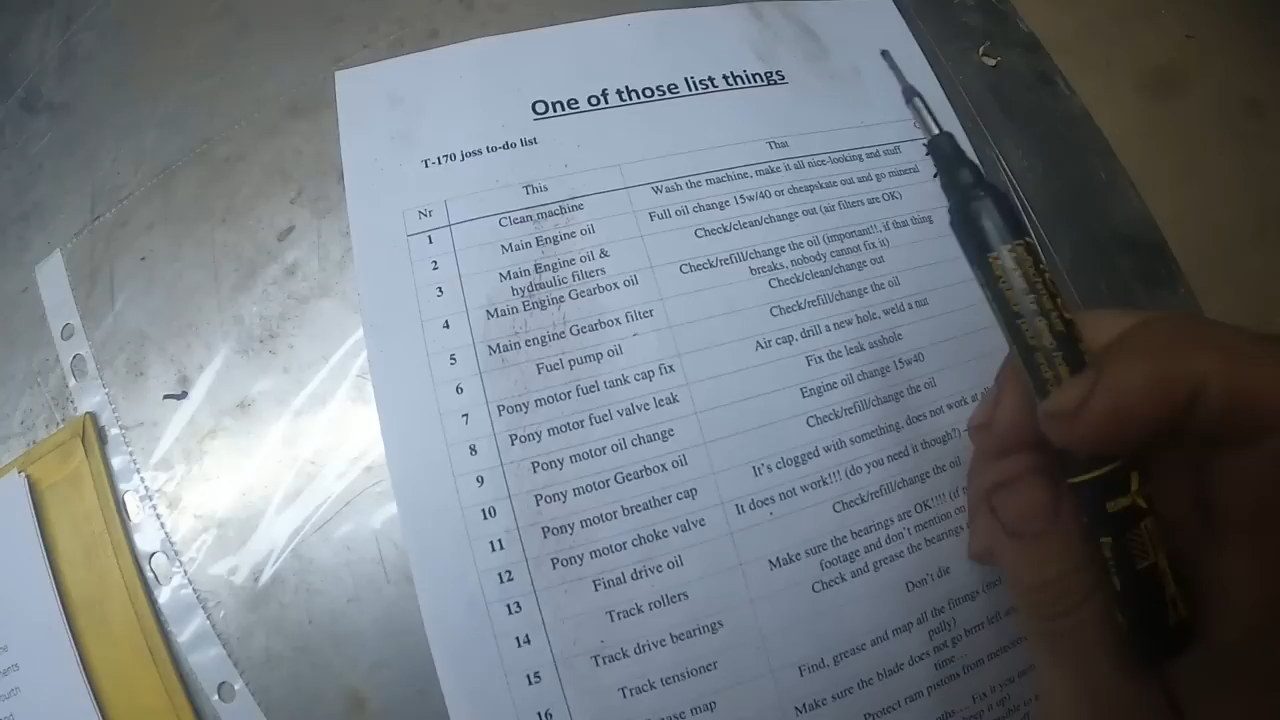 One of those list things
T-170 joss to-do list
Nr This That
1 Clean machine Wash the machine, make it all nice-looking and stuff
2 Main Engine oil Full oil change 15w/40 or cheapskate out and go mineral
3 Main Engine oil & Check/clean/change out (air filters are OK)
hydraulic filters
4 Main Engine Gearbox oil Check/refill/change the oil (important!!, if that thing
breaks, nobody cannot fix it)
5 Main engine Gearbox filter Check/clean/change out
6 Fuel pump oil Check/refill/change the oil
7 Pony motor fuel tank cap fix Air cap, drill a new hole, weld a nut
8 Pony motor fuel valve leak Fix the leak asshole
9 Pony motor oil change Engine oil change 15w40
10 Pony motor Gearbox oil Check/refill/change the oil
11 Pony motor breather cap It's clogged with something, does not work at
12 Pony motor choke valve It does not work!!! (do you need it though?) –
13 Final drive oil Check/refill/change the oil
14 Track rollers Make sure the bearings are OK!!!! (if
footage and don't mention on
15 Track drive bearings Check and grease the bearings
16 Track tensioner Don't die
map Find, grease and map all the fittings
pully)
Make sure the blade does not go brrr left
time...
Protect ram pistons from
Fix it